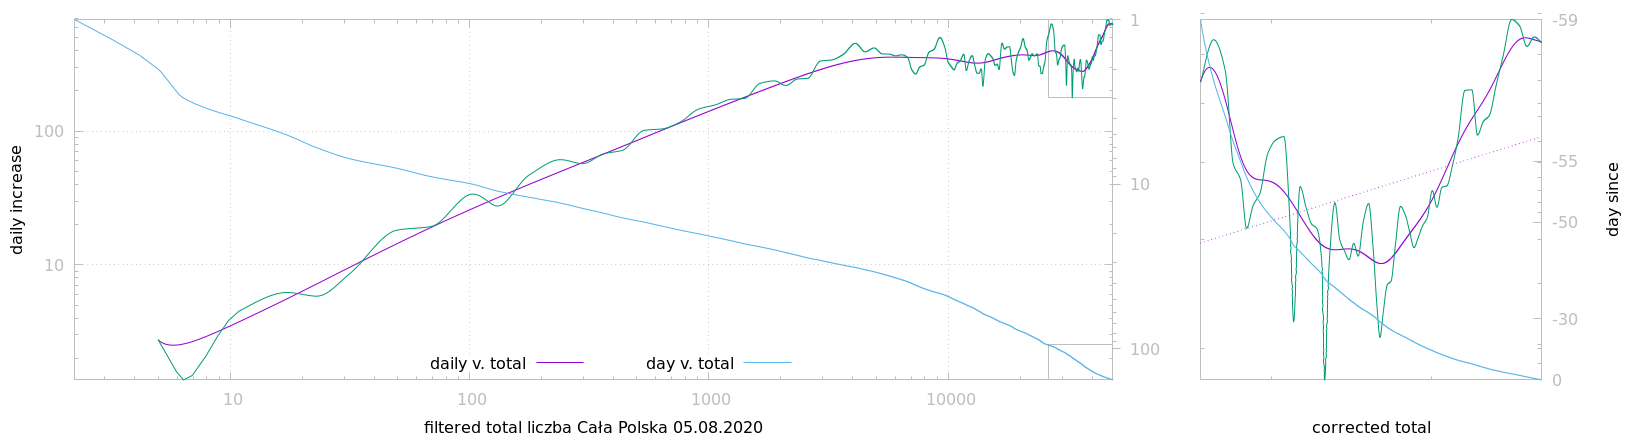 daily increase
100
10
daily v. total
day v. total
10
100
1000
10000
filtered total liczba Cała Polska 05.08.2020
1
10
100
-59
-55
-50
-30
0
day since
corrected total